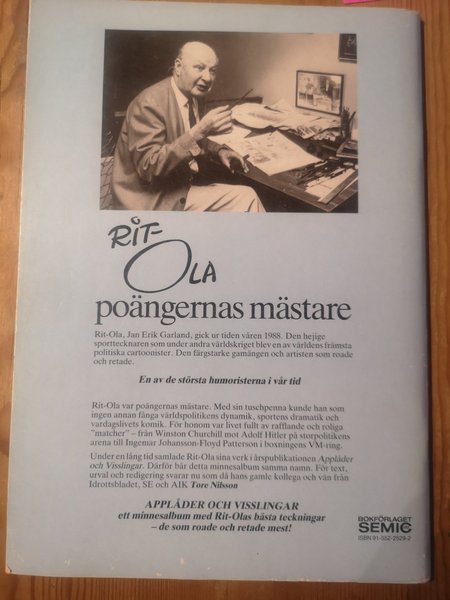 RIT-
OLA
poängernas mästare
Rit-Ola, Jan Erik Garland, gick ur tiden våren 1988. Den hejige
sporttecknaren som under andra världskriget blev en av världens främsta
politiska cartoonister. Den färgstarke gamängen och artisten som roade
och retade.
En av de största humoristerna i vår tid
Rit-Ola var poängernas mästare. Med sin tuschpenna kunde han som
ingen annan fånga världspolitikens dynamik, sportens dramatik och
vardagslivets komik. För honom var livet fullt av rafflande och roliga
"matcher" – från Winston Churchill mot Adolf Hitler på storpolitikens
arena till Ingemar Johansson-Floyd Patterson i boxningens VM-ring.
Under en lång tid samlade Rit-Ola sina verk i årspublikationen Applåder
och Visslingar. Därför bär detta minnesalbum samma namn. För text,
urval och redigering svarar nu som då hans gamle kollega och vän från
Idrottsbladet, SE och AIK Tore Nilsson
APPLÅDER OCH VISSLINGAR
ett minnesalbum med Rit-Olas bästa teckningar
– de som roade och retade mest!
BOKFÖRLAGET
SEMIC
ISBN 91-552-2529-2